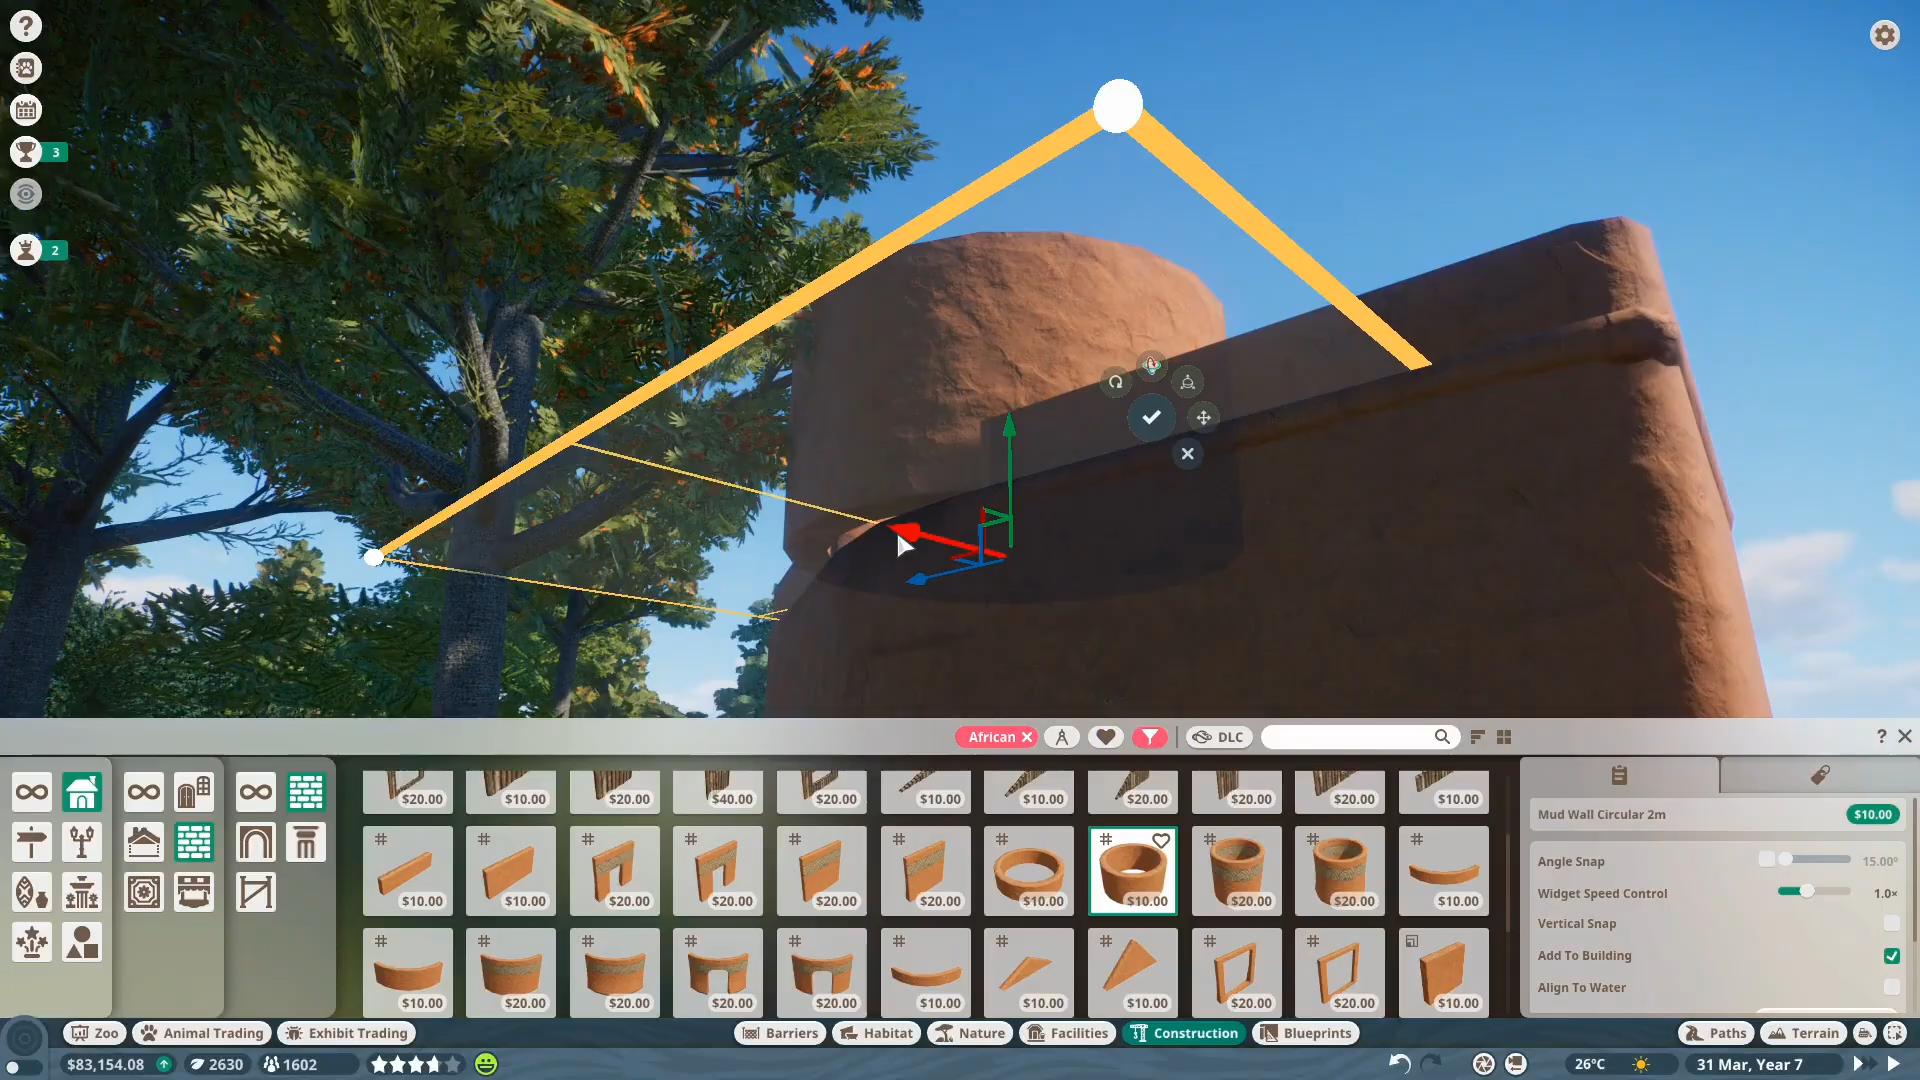 ?
3
2
African ✕
DLC
? ✕
$20.00 $10.00 $20.00 $40.00 $20.00 $10.00 $10.00 $20.00 $20.00 $20.00 $10.00
$10.00 $10.00 $20.00 $20.00 $20.00 $20.00 $10.00 $10.00 $20.00 $20.00 $10.00
$10.00 $20.00 $20.00 $20.00 $20.00 $10.00 $10.00 $10.00 $20.00 $20.00 $10.00
Mud Wall Circular 2m $10.00
Angle Snap 15.00°
Widget Speed Control 1.0×
Vertical Snap
Add To Building
Align To Water
Zoo Animal Trading Exhibit Trading Barriers Habitat Nature Facilities Construction Blueprints Paths Terrain
$83,154.08 2630 1602 26°C 31 Mar, Year 7